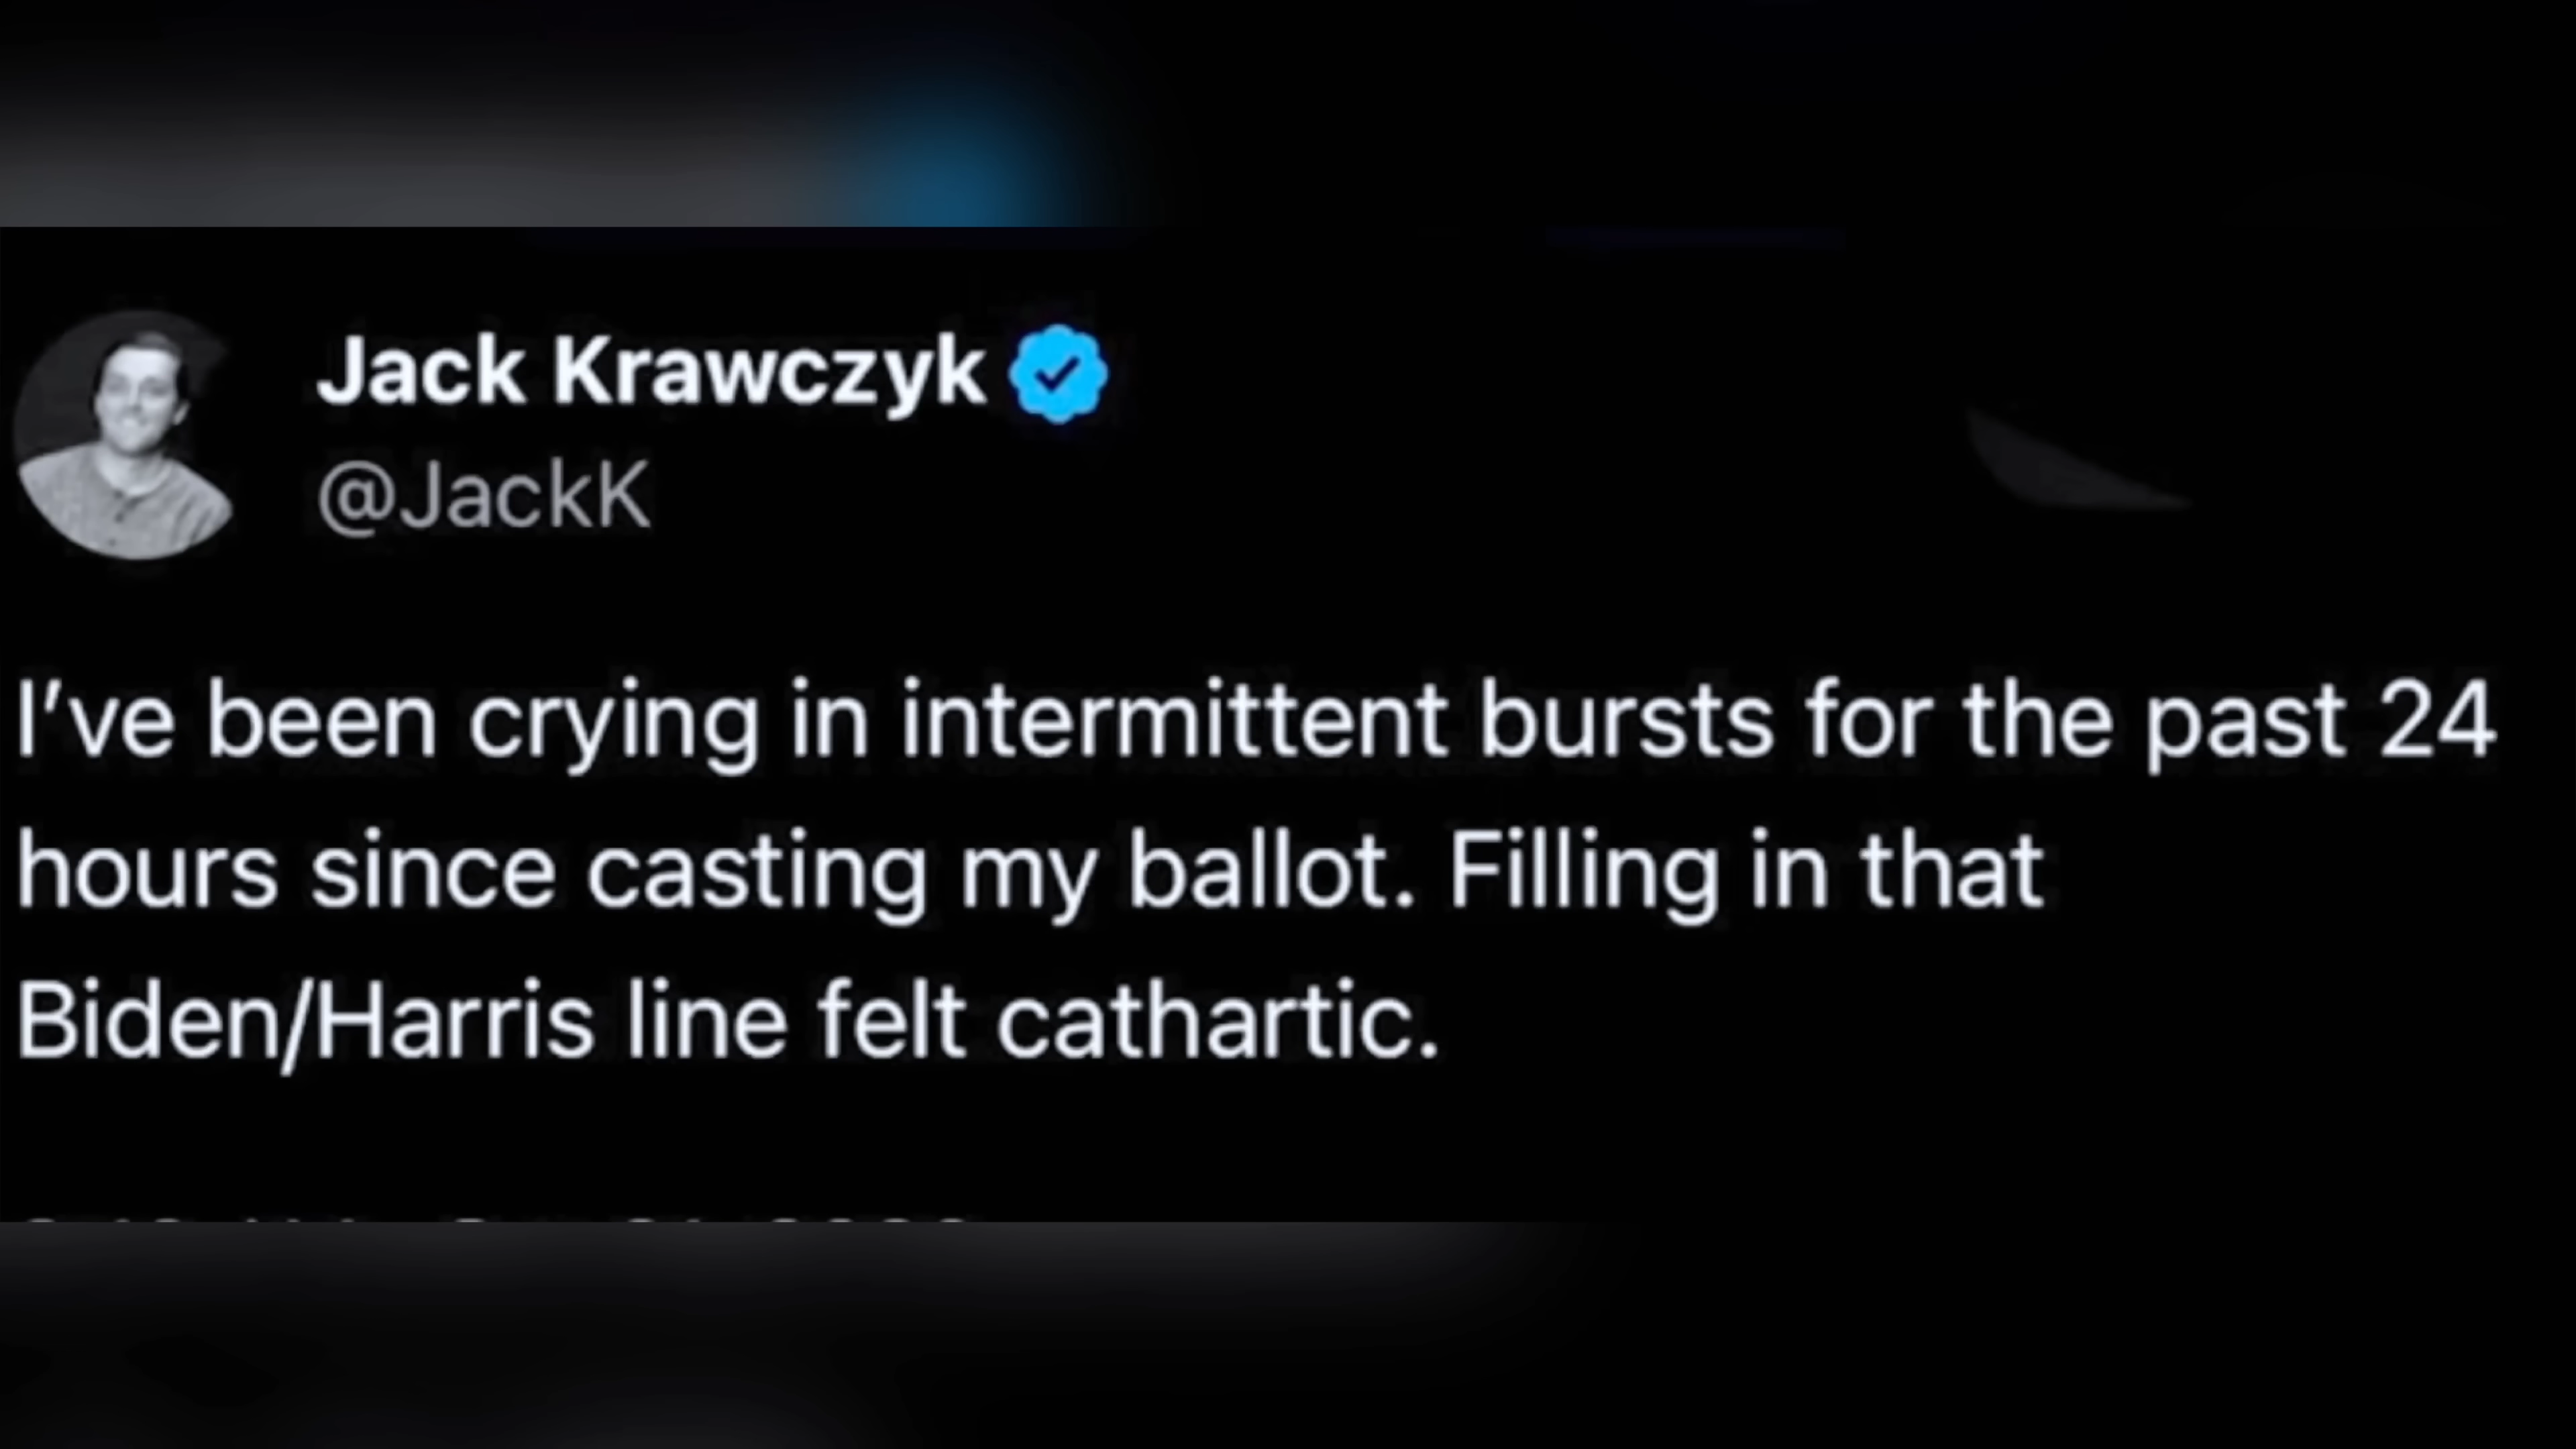 Jack Krawczyk
@JackK
I've been crying in intermittent bursts for the past 24
hours since casting my ballot. Filling in that
Biden/Harris line felt cathartic.